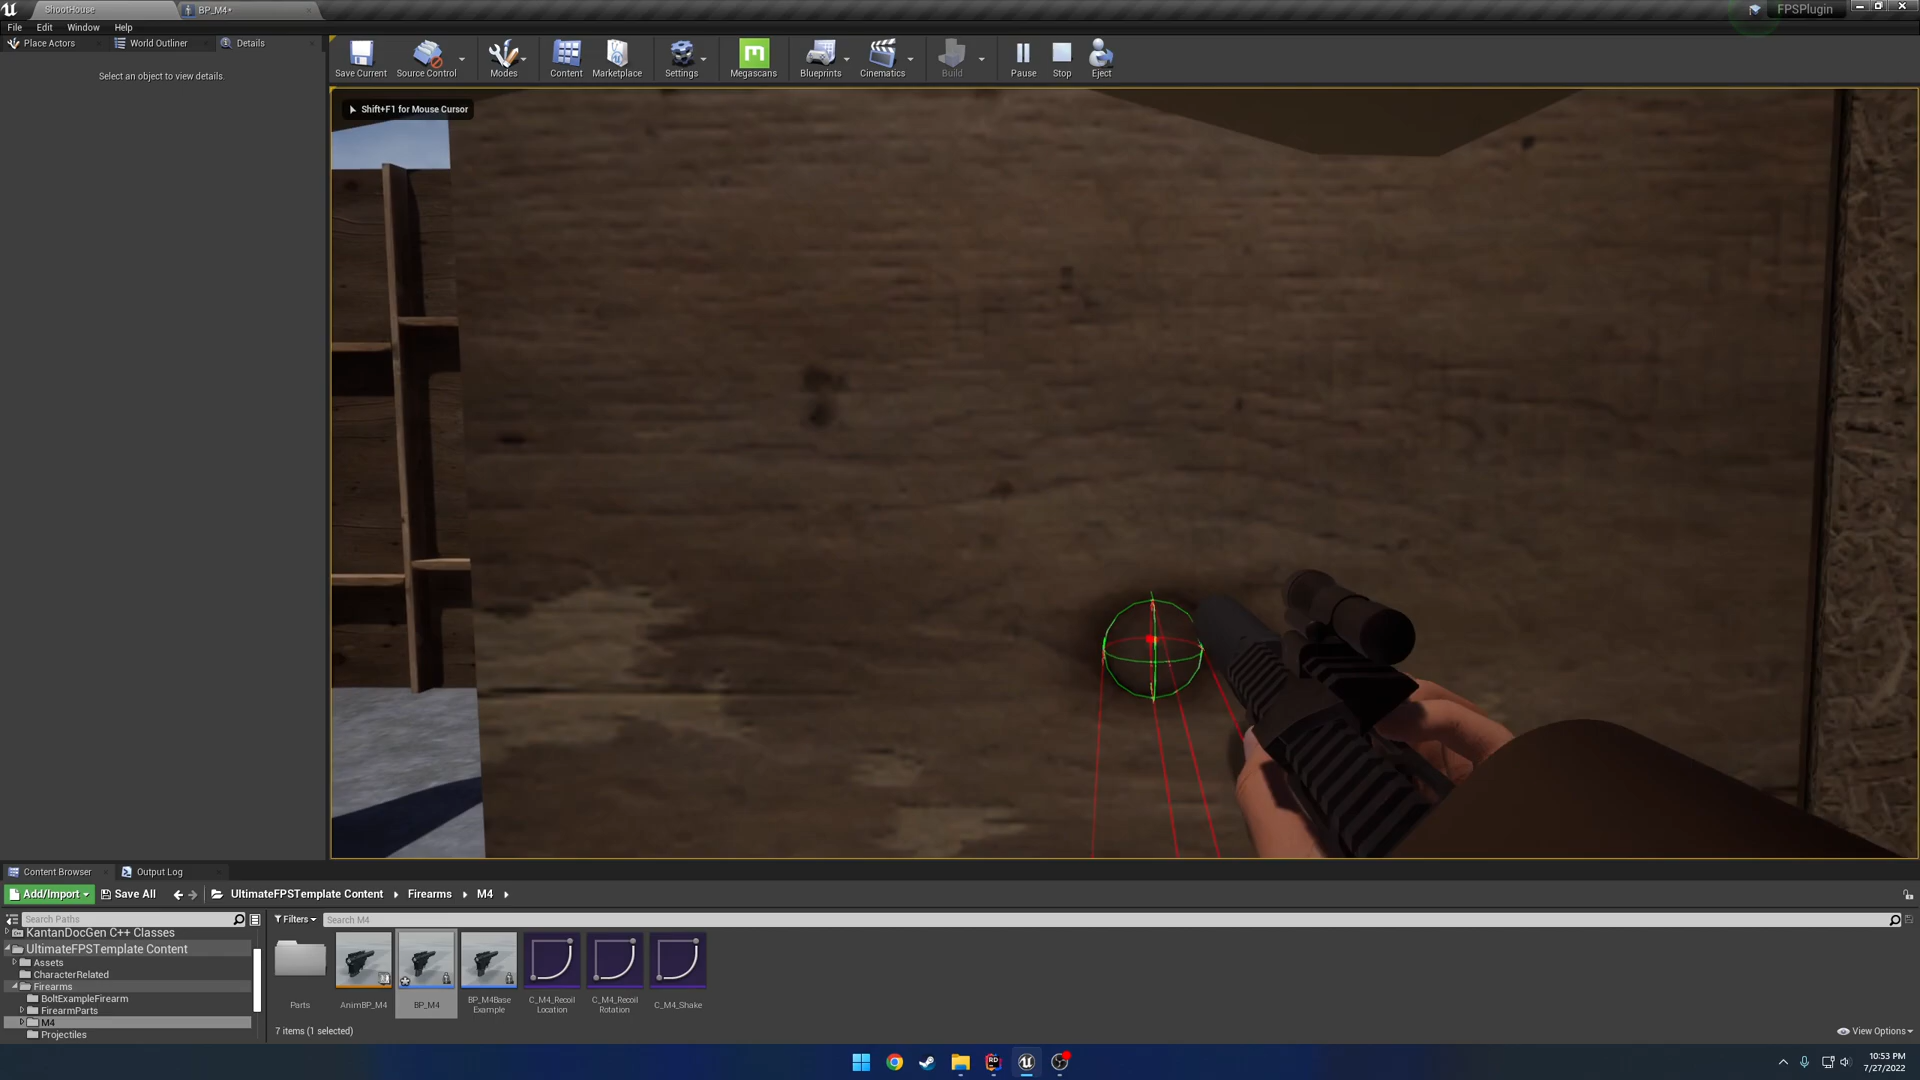 ShootHouse
BP_M4*
FPSPlugin
File Edit Window Help
Place Actors World Outliner Details
Select an object to view details.
Save Current Source Control Modes Content Marketplace Settings Megascans Blueprints Cinematics Build Pause Stop Eject
Shift+F1 for Mouse Cursor
Content Browser Output Log
Add/Import Save All UltimateFPSTemplate Content Firearms M4
Search Paths
Filters Search M4
KantanDocGen C++ Classes
UltimateFPSTemplate Content
Assets
CharacterRelated
Firearms
BoltExampleFirearm
FirearmParts
M4
Projectiles
Parts
AnimBP_M4
BP_M4
BP_M4Base
Example
C_M4_Recoil
Location
C_M4_Recoil
Rotation
C_M4_Shake
7 items (1 selected)
View Options
10:53 PM
7/27/2022